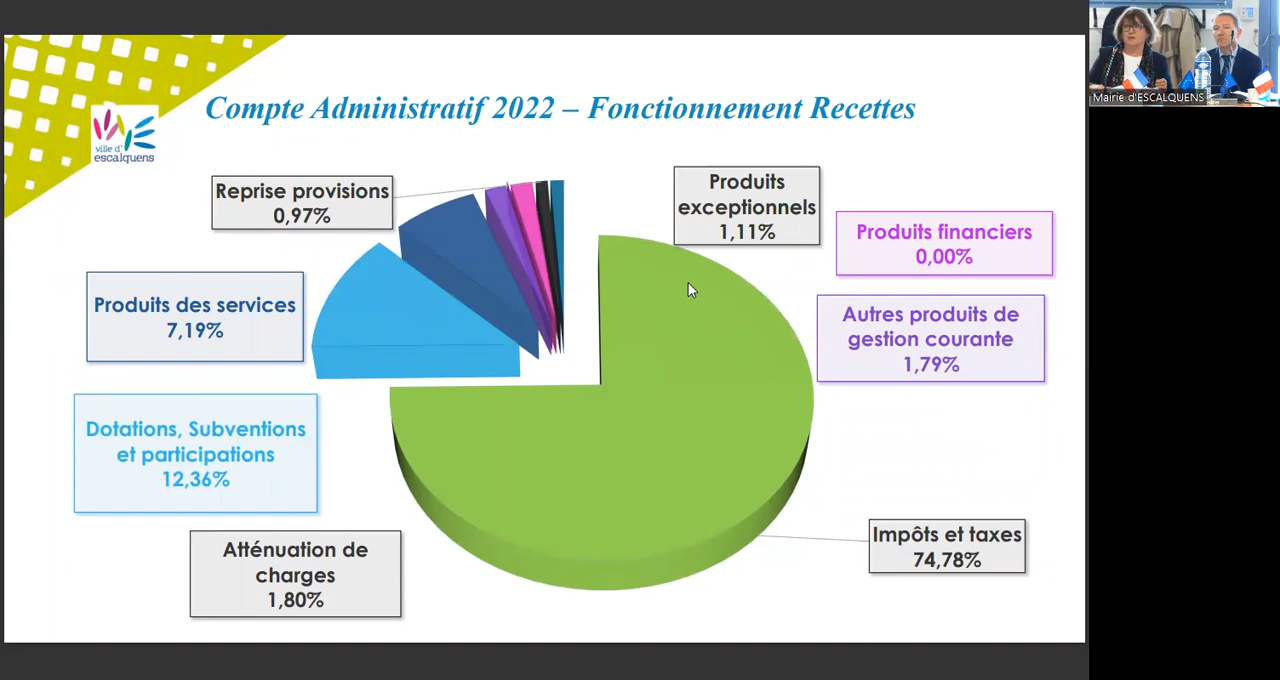 Compte Administratif 2022 – Fonctionnement Recettes
ville d'
escalquens
Mairie d'ESCALQUENS
Reprise provisions
0,97%
Produits
exceptionnels
1,11%
Produits financiers
0,00%
Produits des services
7,19%
Autres produits de
gestion courante
1,79%
Dotations, Subventions
et participations
12,36%
Atténuation de
charges
1,80%
Impôts et taxes
74,78%